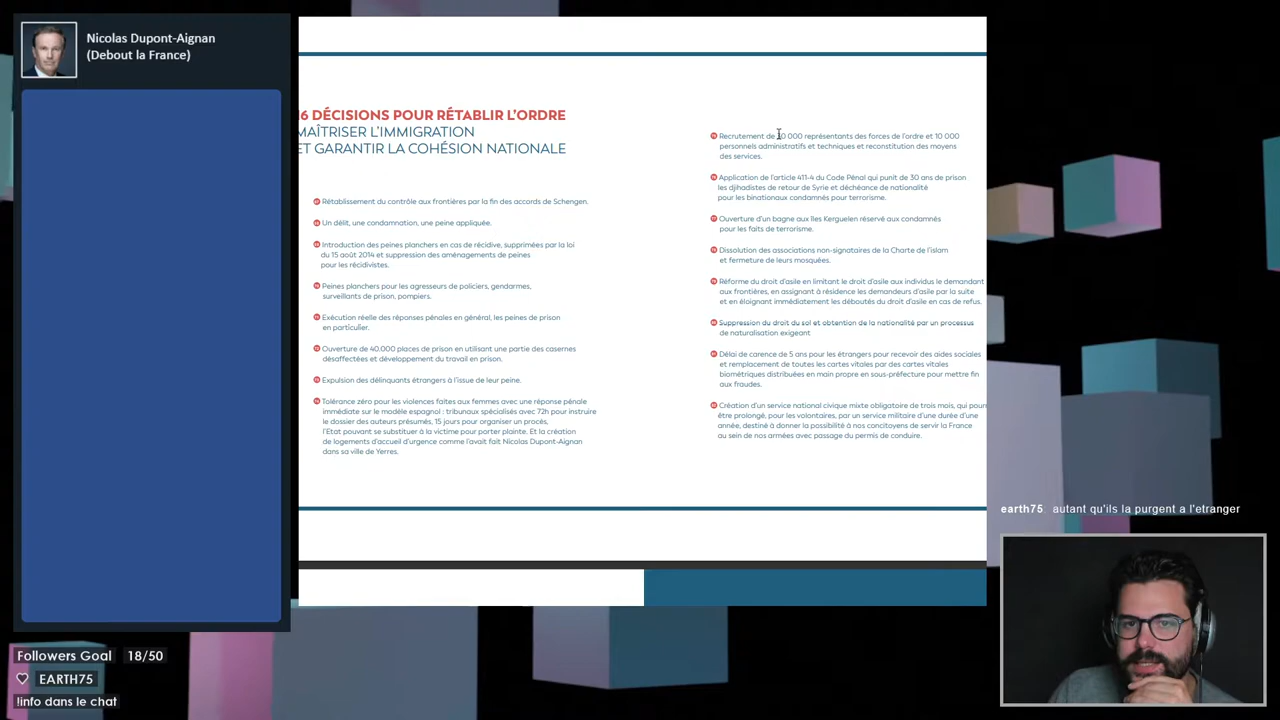 Nicolas Dupont-Aignan
(Debout la France)
16 DÉCISIONS POUR RÉTABLIR L'ORDRE
MAÎTRISER L'IMMIGRATION
ET GARANTIR LA COHÉSION NATIONALE
Rétablissement du contrôle aux frontières par la fin des accords de Schengen.
Un délit, une condamnation, une peine appliquée.
Introduction des peines planchers en cas de récidive, supprimées par la loi
du 15 août 2014 et suppression des aménagements de peines
pour les récidivistes.
Peines planchers pour les agresseurs de policiers, gendarmes,
surveillants de prison, pompiers.
Exécution réelle des réponses pénales en général, les peines de prison
en particulier.
Ouverture de 40.000 places de prison en utilisant une partie des casernes
désaffectées et développement du travail en prison.
Expulsion des délinquants étrangers à l'issue de leur peine.
Tolérance zéro pour les violences faites aux femmes avec une réponse pénale
immédiate sur le modèle espagnol : tribunaux spécialisés avec 72h pour instruire
le dossier des auteurs présumés, 15 jours pour organiser un procès,
l'Etat pouvant se substituer à la victime pour porter plainte. Et la création
de logements d'accueil d'urgence comme l'avait fait Nicolas Dupont-Aignan
dans sa ville de Yerres.
Recrutement de 000 représentants des forces de l'ordre et 10 000
personnels administratifs et techniques et reconstitution des moyens
des services.
Application de l'article 411-4 du Code Pénal qui punit de 30 ans de prison
les djihadistes de retour de Syrie et déchéance de nationalité
pour les binationaux condamnés pour terrorisme.
Ouverture d'un bagne aux îles Kerguelen réservé aux condamnés
pour les faits de terrorisme.
Dissolution des associations non-signataires de la Charte de l'islam
et fermeture de leurs mosquées.
Réforme du droit d'asile en limitant le droit d'asile aux individus le demandant
aux frontières, en assignant à résidence les demandeurs d'asile par la suite
et en éloignant immédiatement les déboutés du droit d'asile en cas de refus.
Suppression du droit du sol et obtention de la nationalité par un processus
de naturalisation exigeant
Délai de carence de 5 ans pour les étrangers pour recevoir des aides sociales
et remplacement de toutes les cartes vitales par des cartes vitales
biométriques distribuées en main propre en sous-préfecture pour mettre fin
aux fraudes.
Création d'un service national civique mixte obligatoire de trois mois, qui pourr
être prolongé, pour les volontaires, par un service militaire d'une durée d'une
année, destiné à donner la possibilité à nos concitoyens de servir la France
au sein de nos armées avec passage du permis de conduire.
earth75: autant qu'ils la purgent a l'etranger
Followers Goal 18/50
EARTH75
!info dans le chat